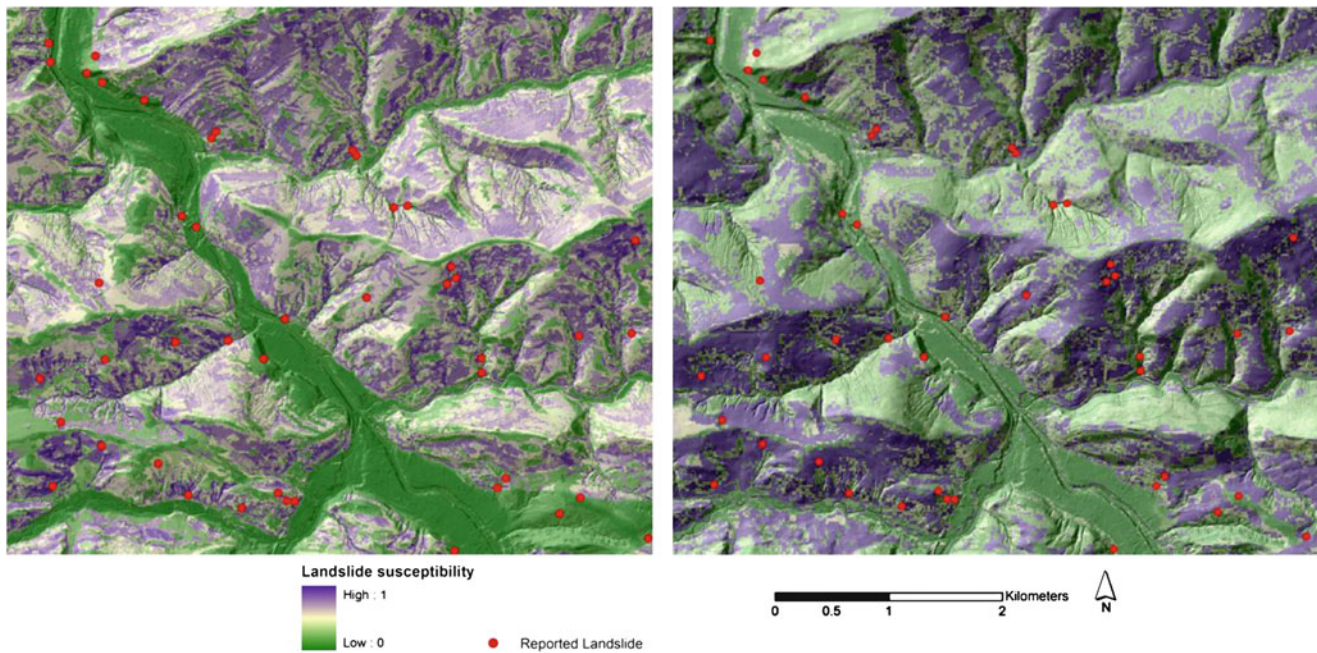 Landslide susceptibility
High : 1
Low : 0
Reported Landslide
Kilometers
0 0.5 1 2
N